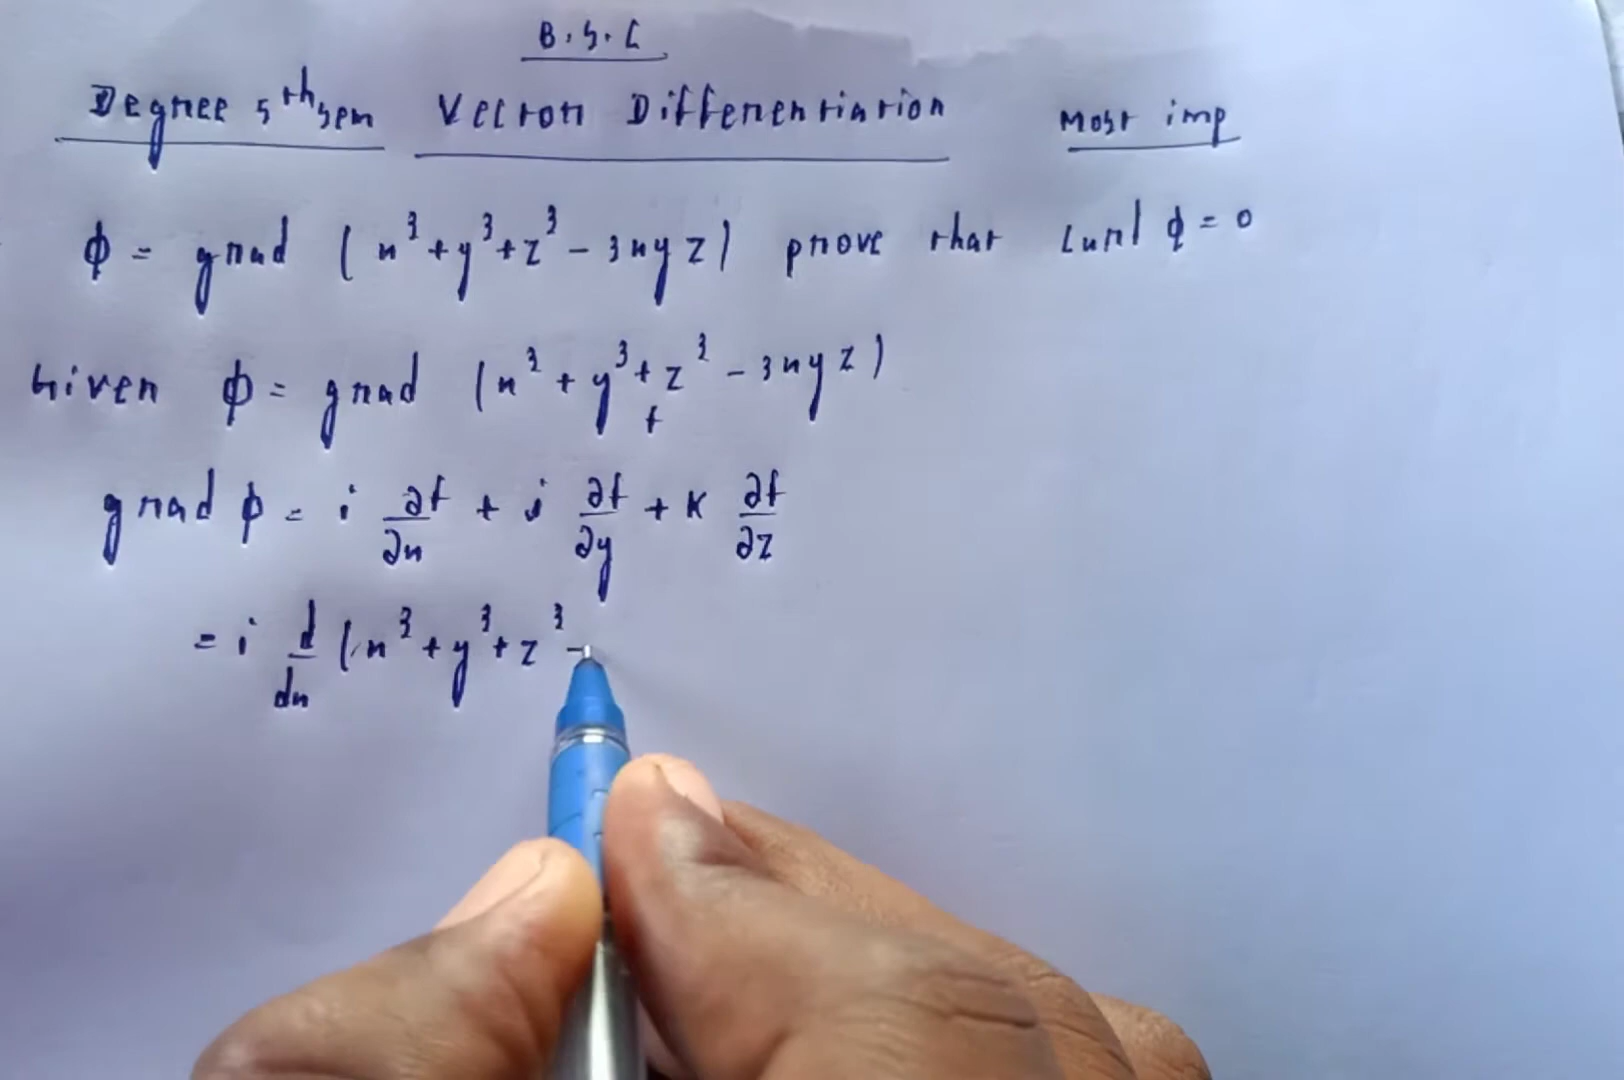 B.S.C
Degree 5th sem Vector Differentiation Most imp
ϕ = grad (x³+y³+z³-3xyz) prove that curl ϕ=0
Given ϕ = grad (x³+y³+z³-3xyz)
f
grad ϕ = i ∂f/∂x + j ∂f/∂y + k ∂f/∂z
= i d/dx (x³+y³+z³-